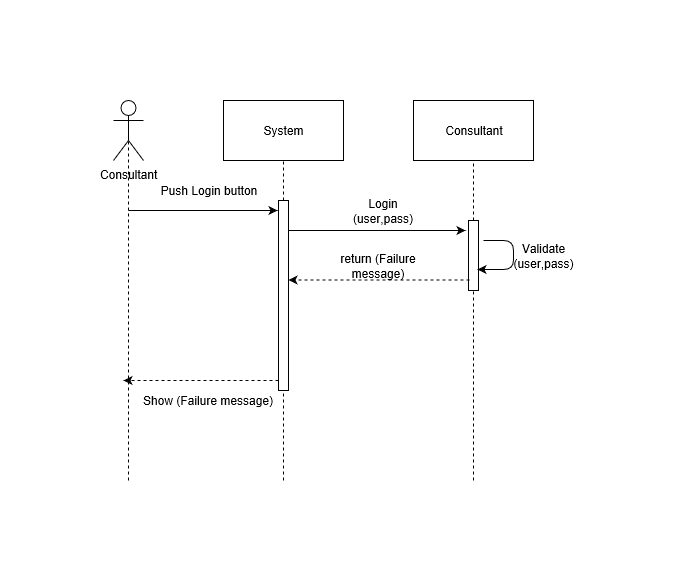 System
Consultant
Consultant
Push Login button
Login
(user,pass)
Validate
(user,pass)
return (Failure
message)
Show (Failure message)